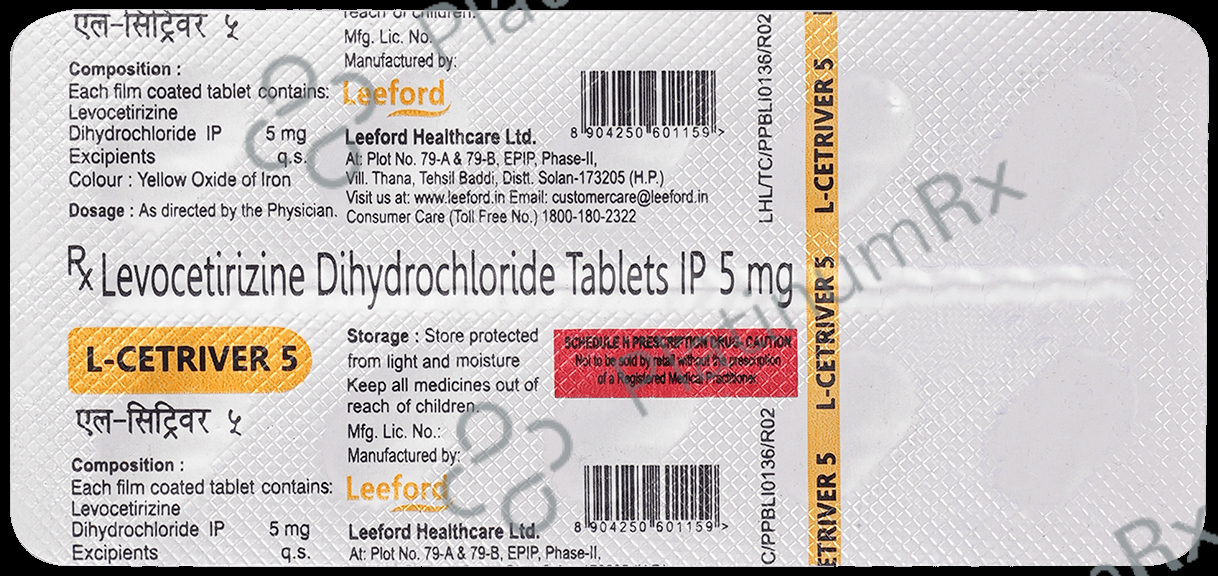 एल-सिट्रिवर ५
Composition :
Each film coated tablet contains:
Levocetirizine
Dihydrochloride IP 5 mg
Excipients q.s.
Colour : Yellow Oxide of Iron
Dosage : As directed by the Physician.
reach of children.
Mfg. Lic. No.
Manufactured by:
Leeford
Leeford Healthcare Ltd.
At: Plot No. 79-A & 79-B, EPIP, Phase-II,
Vill. Thana, Tehsil Baddi, Distt. Solan-173205 (H.P.)
Visit us at: www.leeford.in Email: customercare@leeford.in
Consumer Care (Toll Free No.) 1800-180-2322
8 904250 601159 >
LHL/TC/PPBLI0136/R02
L-CETRIVER 5
Rx Levocetirizine Dihydrochloride Tablets IP 5 mg
L-CETRIVER 5
एल-सिट्रिवर ५
Composition :
Each film coated tablet contains:
Levocetirizine
Dihydrochloride IP 5 mg
Excipients q.s.
Storage : Store protected
from light and moisture
Keep all medicines out of
reach of children.
Mfg. Lic. No.:
Manufactured by:
Leeford
Leeford Healthcare Ltd.
At: Plot No. 79-A & 79-B, EPIP, Phase-II,
SCHEDULE H PRESCRIPTION DRUG- CAUTION
Not to be sold by retail without the prescription
of a Registered Medical Practitioner
8 904250 601159 >
C/PPBLI0136/R02
L-CETRIVER 5
ETRIVER 5
PlatinumRx